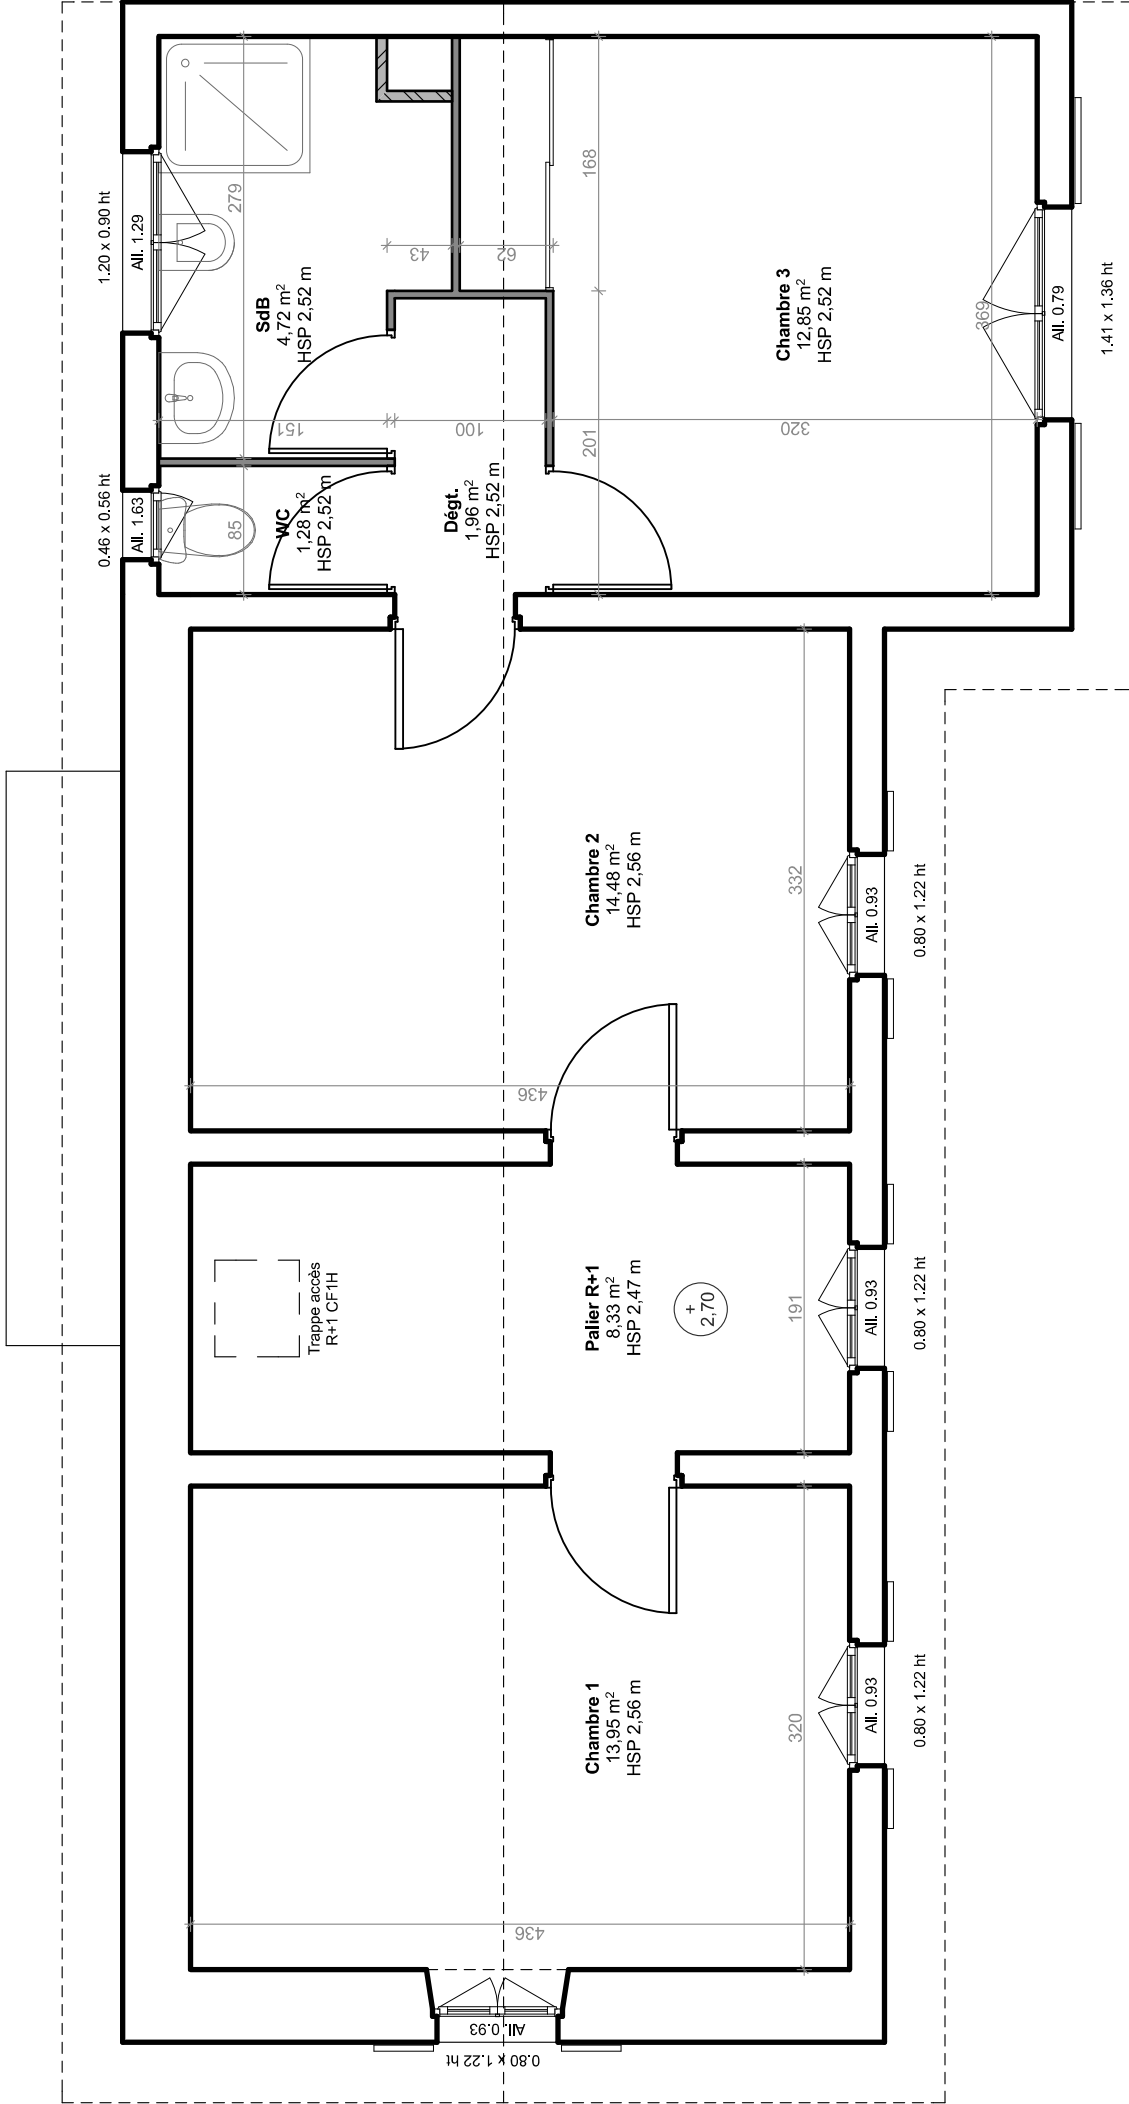 1.20 x 0.90 ht
All. 1.29
279
SdB
4,72 m²
HSP 2,52 m
43
62
168
151
100
201
320
369
Chambre 3
12,85 m²
HSP 2,52 m
All. 0.79
1.41 x 1.36 ht
0.46 x 0.56 ht
All. 1.63
85
WC
1,28 m²
HSP 2,52 m
Dégt.
1,96 m²
HSP 2,52 m
Chambre 2
14,48 m²
HSP 2,56 m
332
436
All. 0.93
0.80 x 1.22 ht
Trappe accès
R+1 CF1H
Palier R+1
8,33 m²
HSP 2,47 m
+
2,70
191
All. 0.93
0.80 x 1.22 ht
Chambre 1
13,95 m²
HSP 2,56 m
320
436
All. 0.93
0.80 x 1.22 ht
All. 0.93
0.80 x 1.22 ht